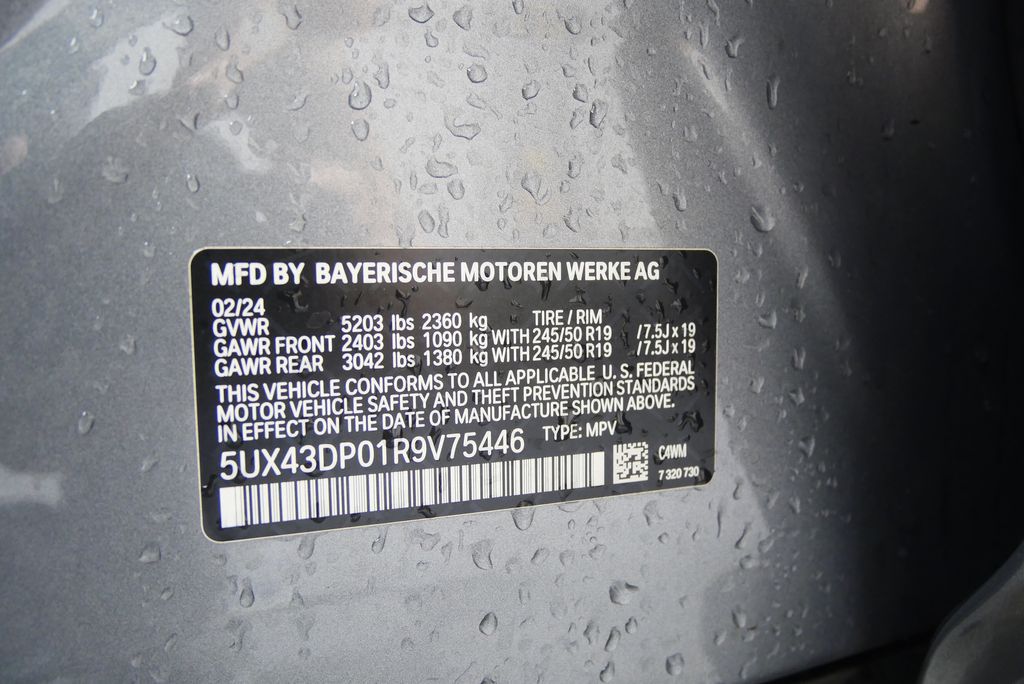 MFD BY BAYERISCHE MOTOREN WERKE AG
02/24
GVWR 5203 lbs 2360 kg TIRE / RIM
GAWR FRONT 2403 lbs 1090 kg WITH 245/50 R19 /7.5J x 19
GAWR REAR 3042 lbs 1380 kg WITH 245/50 R19 /7.5J x 19
THIS VEHICLE CONFORMS TO ALL APPLICABLE U.S. FEDERAL
MOTOR VEHICLE SAFETY AND THEFT PREVENTION STANDARDS
IN EFFECT ON THE DATE OF MANUFACTURE SHOWN ABOVE.
5UX43DP01R9V75446 TYPE: MPV
C4WM
7 320 730